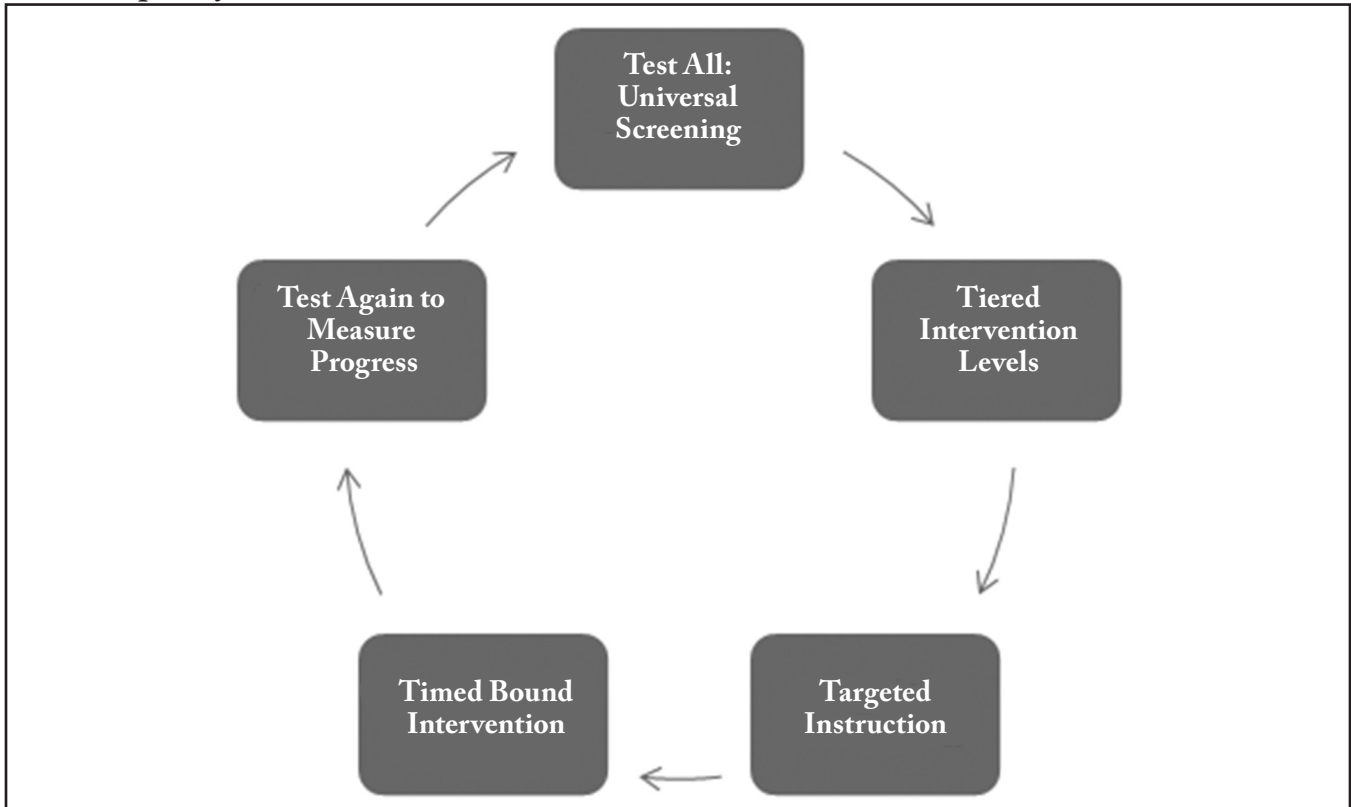 Test All:
Universal
Screening
Tiered
Intervention
Levels
Targeted
Instruction
Timed Bound
Intervention
Test Again to
Measure
Progress